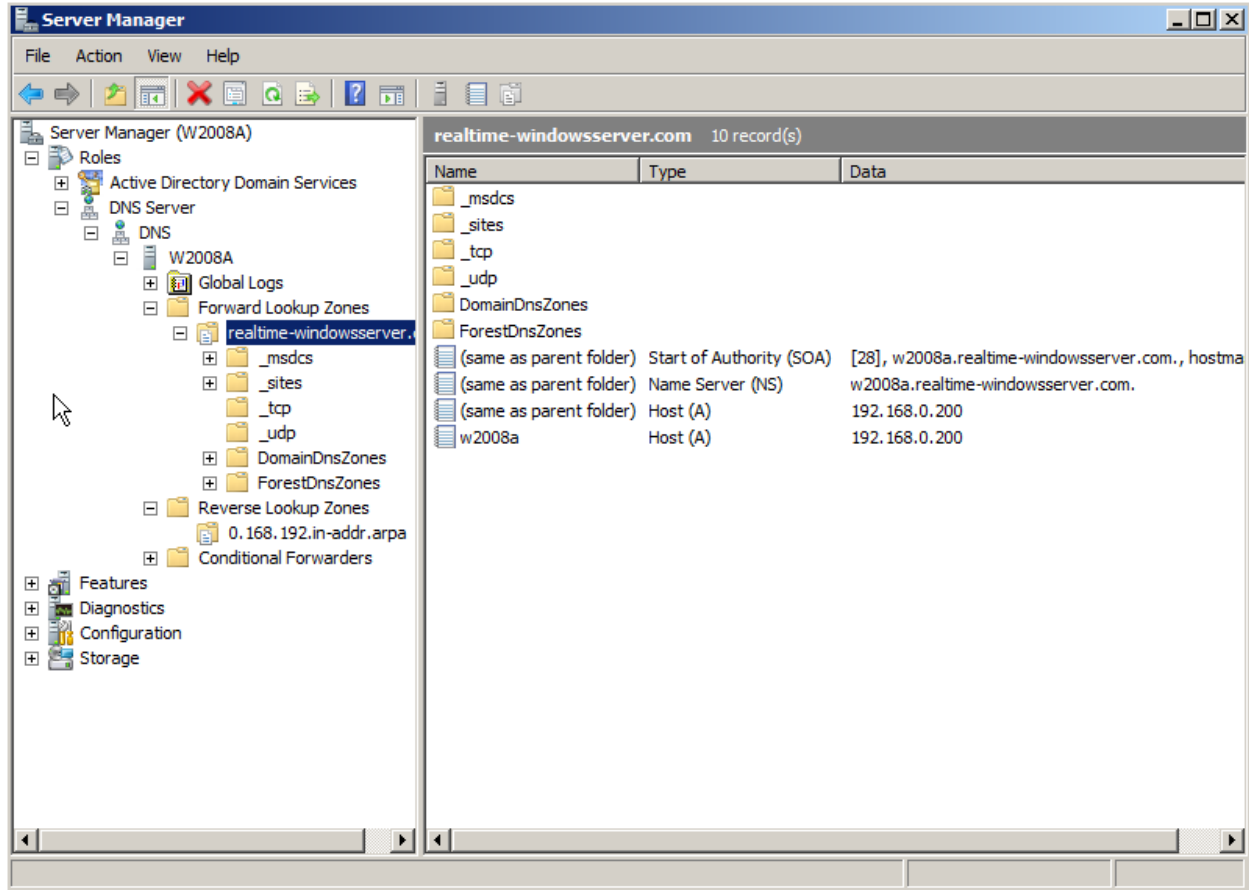 Server Manager
File Action View Help
Server Manager (W2008A)
Roles
Active Directory Domain Services
DNS Server
DNS
W2008A
Global Logs
Forward Lookup Zones
realtime-windowsserver.
_msdcs
_sites
_tcp
_udp
DomainDnsZones
ForestDnsZones
Reverse Lookup Zones
0.168.192.in-addr.arpa
Conditional Forwarders
Features
Diagnostics
Configuration
Storage
realtime-windowsserver.com 10 record(s)
Name Type Data
_msdcs
_sites
_tcp
_udp
DomainDnsZones
ForestDnsZones
(same as parent folder) Start of Authority (SOA) [28], w2008a.realtime-windowsserver.com., hostma
(same as parent folder) Name Server (NS) w2008a.realtime-windowsserver.com.
(same as parent folder) Host (A) 192.168.0.200
w2008a Host (A) 192.168.0.200